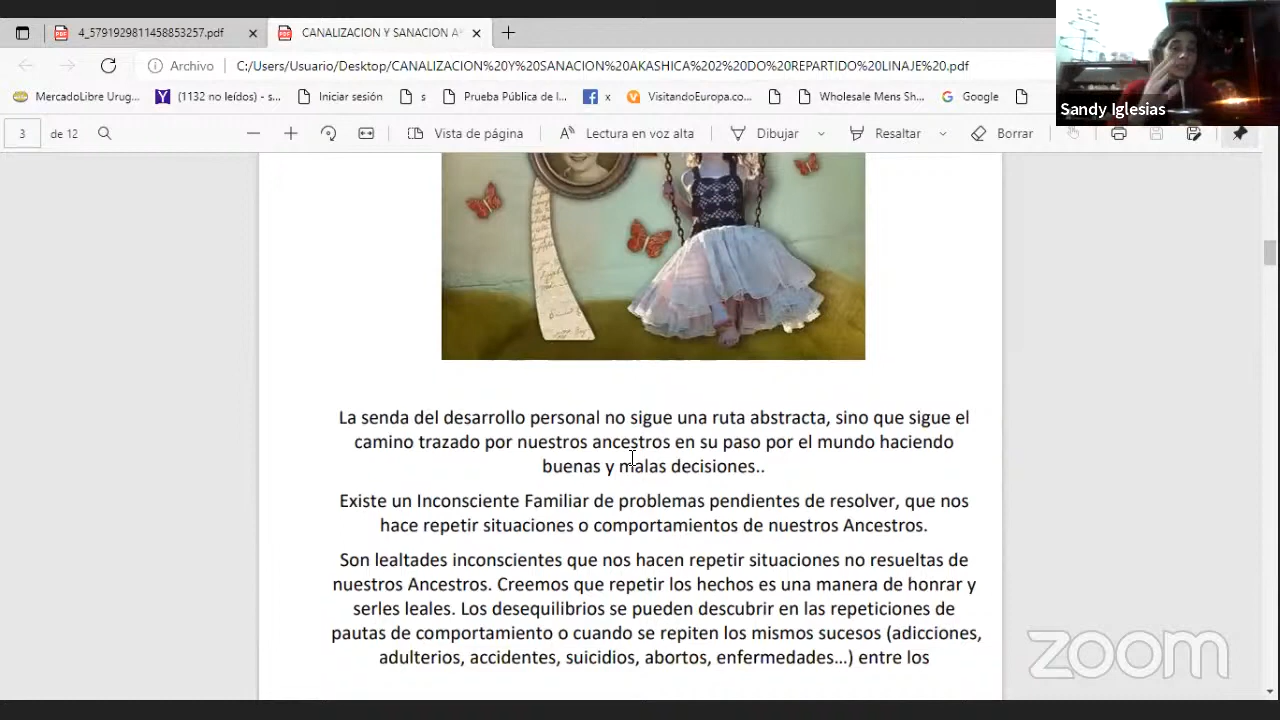 4_5791929811458853257.pdf
CANALIZACION Y SANACION A
Archivo
C:/Users/Usuario/Desktop/CANALIZACION%20Y%20SANACION%20AKASHICA%202%20DO%20REPARTIDO%20LINAJE%20.pdf
Sandy Iglesias
MercadoLibre Urug...
(1132 no leídos) - s...
Iniciar sesión
s
Prueba Pública de l...
x
VisitandoEuropa.co...
Wholesale Mens Sh...
Google
3 de 12
Vista de página
Lectura en voz alta
Dibujar
Resaltar
Borrar
La senda del desarrollo personal no sigue una ruta abstracta, sino que sigue el
camino trazado por nuestros ancestros en su paso por el mundo haciendo
buenas y malas decisiones..
Existe un Inconsciente Familiar de problemas pendientes de resolver, que nos
hace repetir situaciones o comportamientos de nuestros Ancestros.
Son lealtades inconscientes que nos hacen repetir situaciones no resueltas de
nuestros Ancestros. Creemos que repetir los hechos es una manera de honrar y
serles leales. Los desequilibrios se pueden descubrir en las repeticiones de
pautas de comportamiento o cuando se repiten los mismos sucesos (adicciones,
adulterios, accidentes, suicidios, abortos, enfermedades...) entre los
zoom